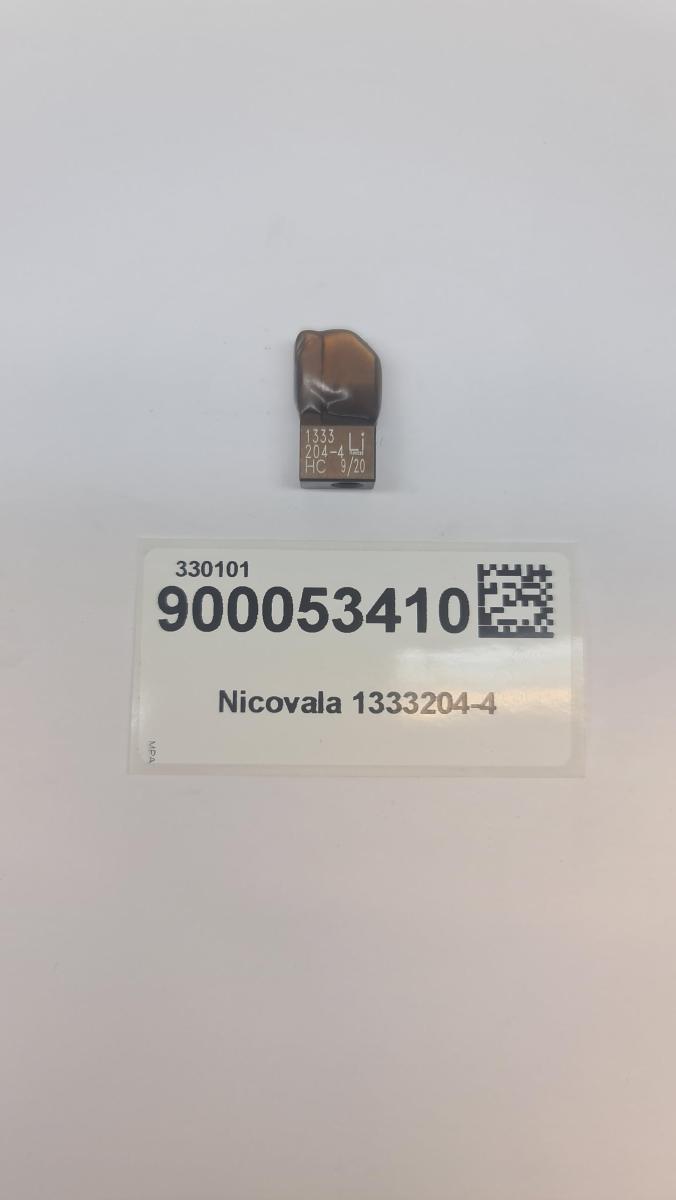 1333
204-4 Li
HC 9/20
330101
900053410
Nicovala 1333204-4
MPA